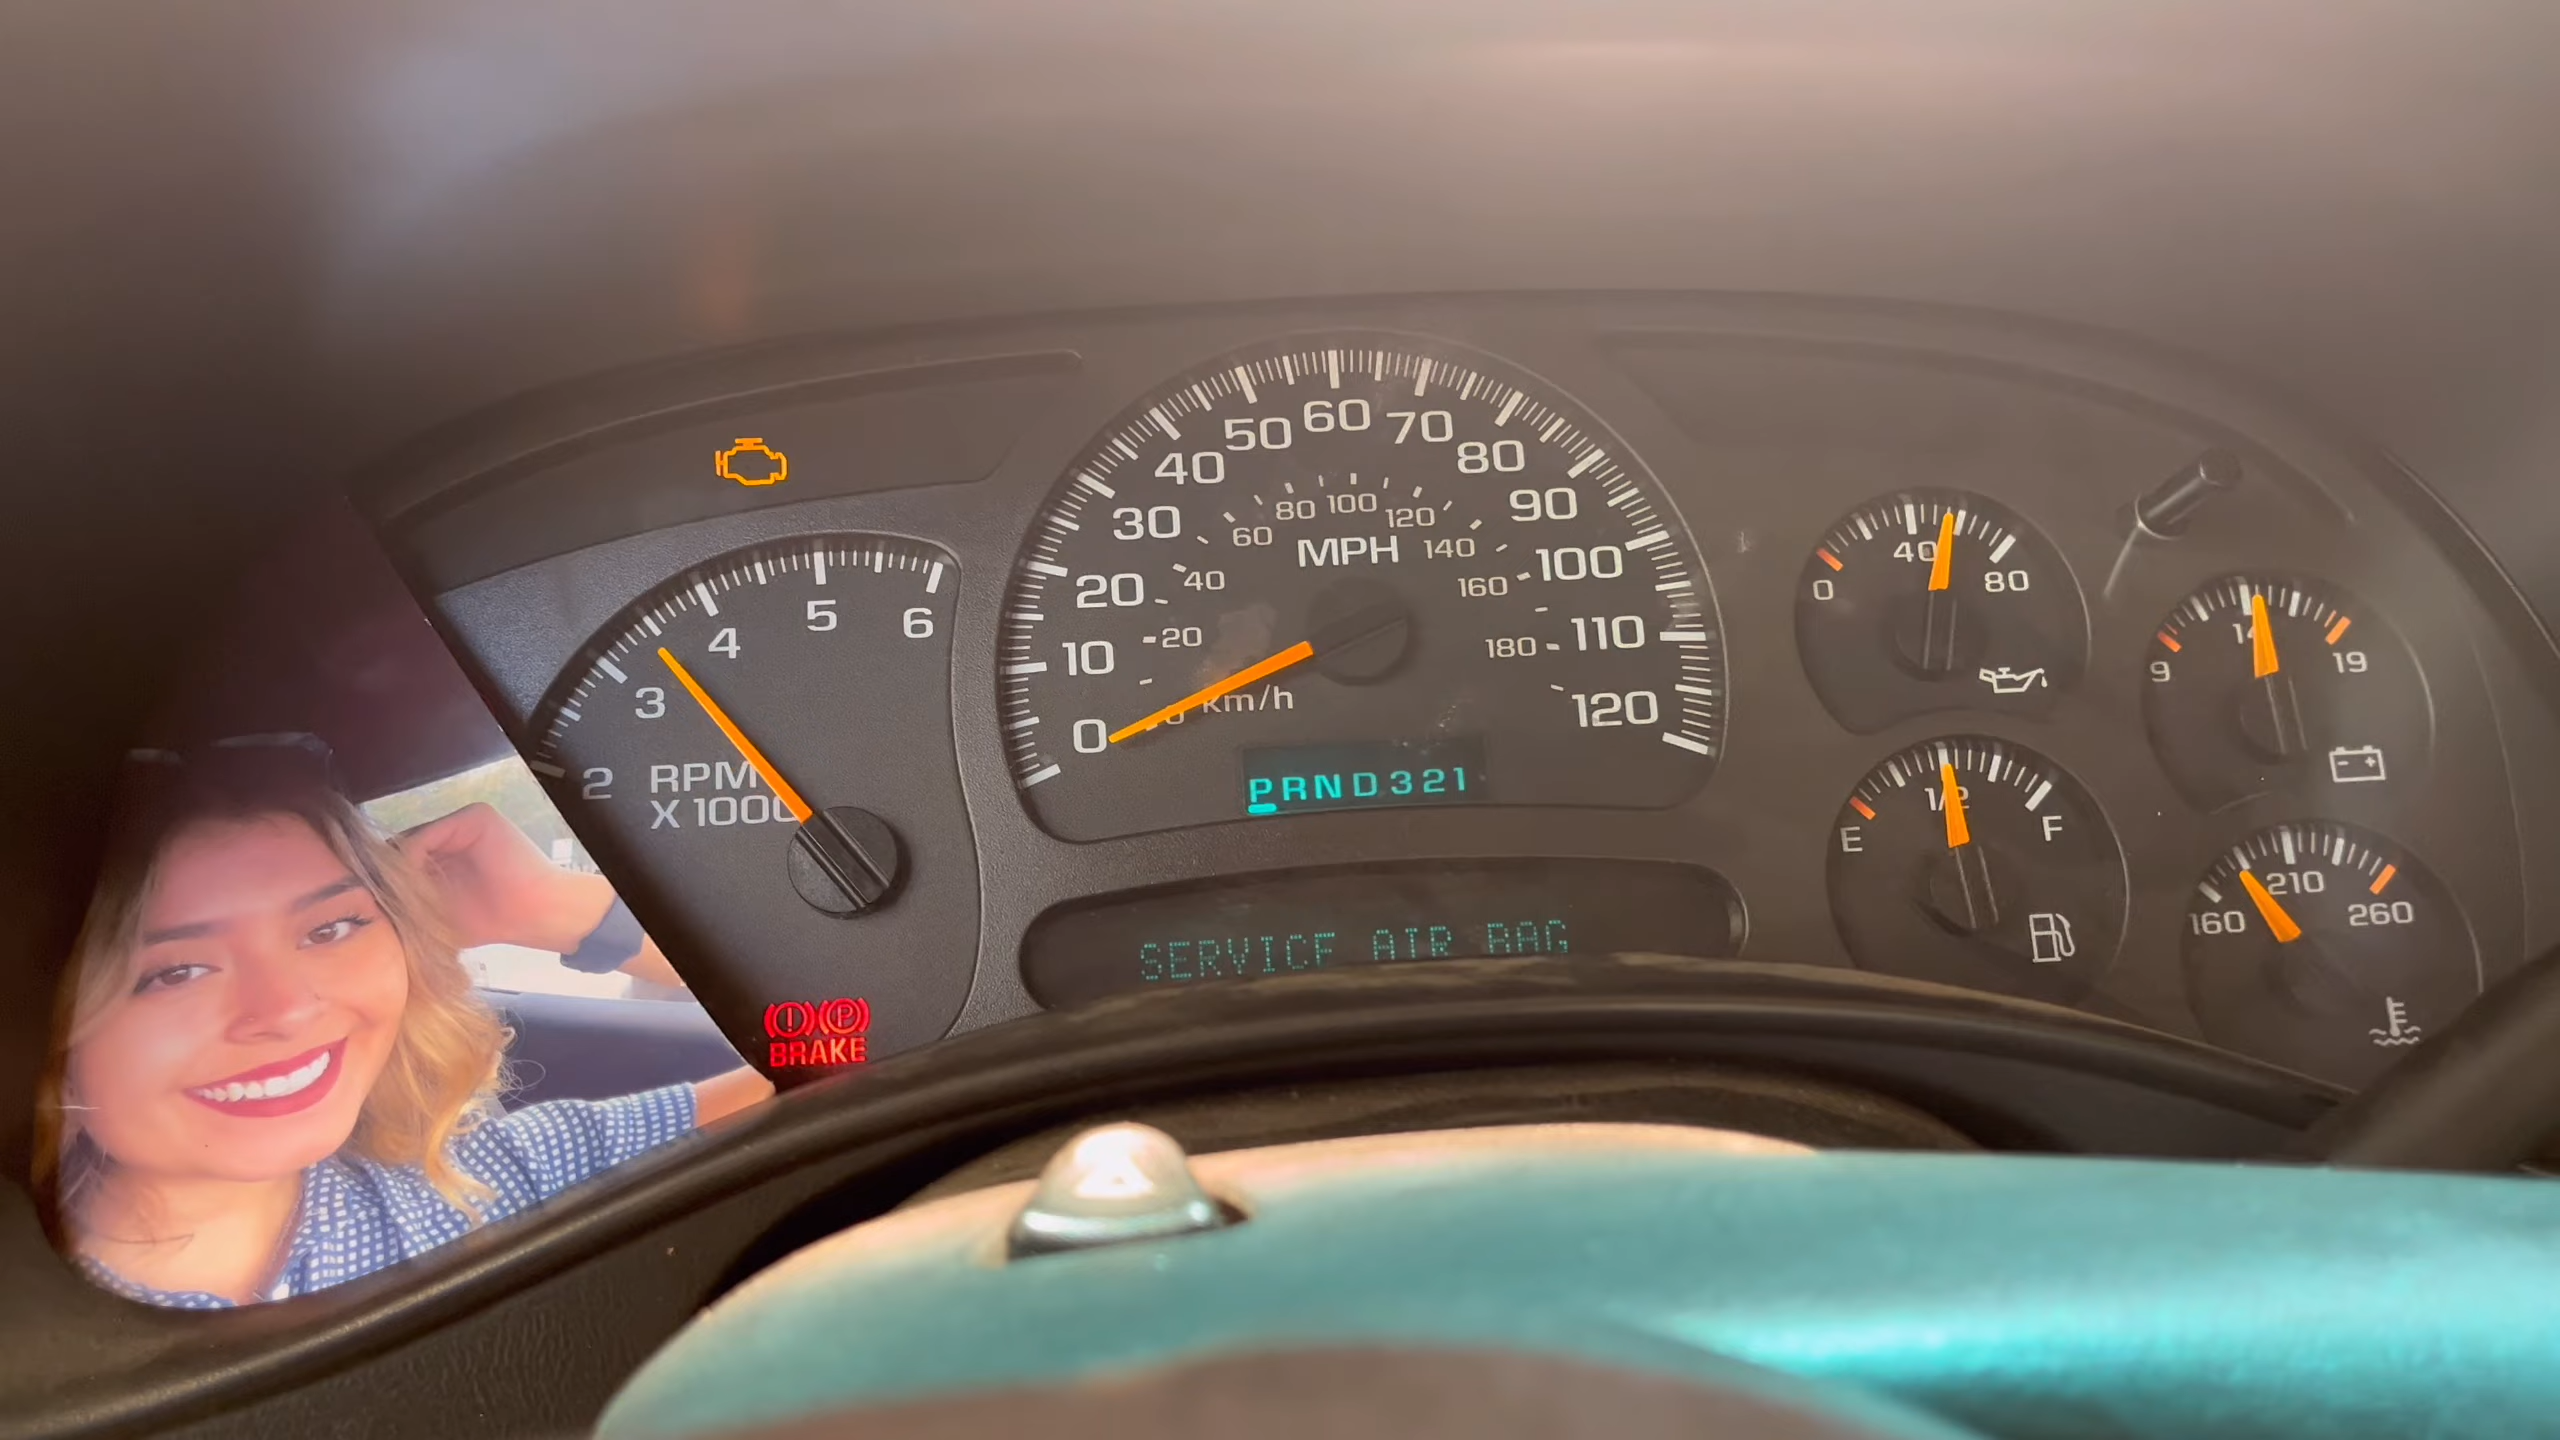 50 60 70
40 80
30 90
20 100
10 110
0 120
80 100 120
60 140
40 160
20 180
MPH
km/h
4 5 6
3
2
RPM
X 1000
PRND321
SERVICE AIR BAG
(!) (P)
BRAKE
0 40 80
9 14 19
E 1/2 F
160 210 260